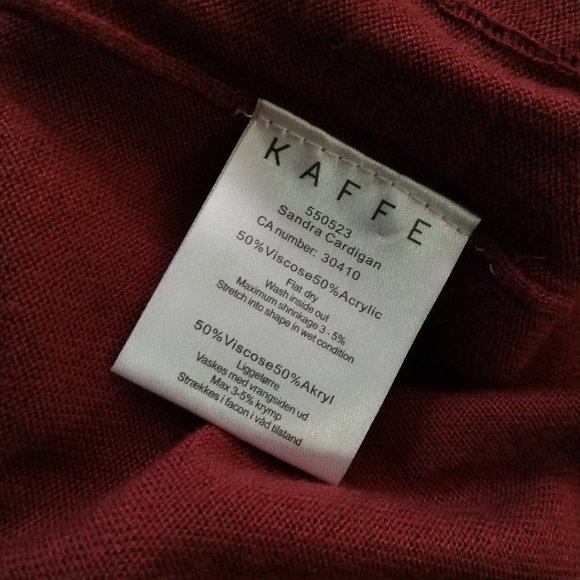 KAFFE
550523
Sandra Cardigan
CA number: 30410
50%Viscose50%Acrylic
Flat dry
Wash inside out
Maximum shrinkage 3 - 5%
Stretch into shape in wet condition
50%Viscose50%Akryl
Liggetørre
Vaskes med vrangsiden ud
Max 3-5% krymp
Strækkes i facon i våd tilstand